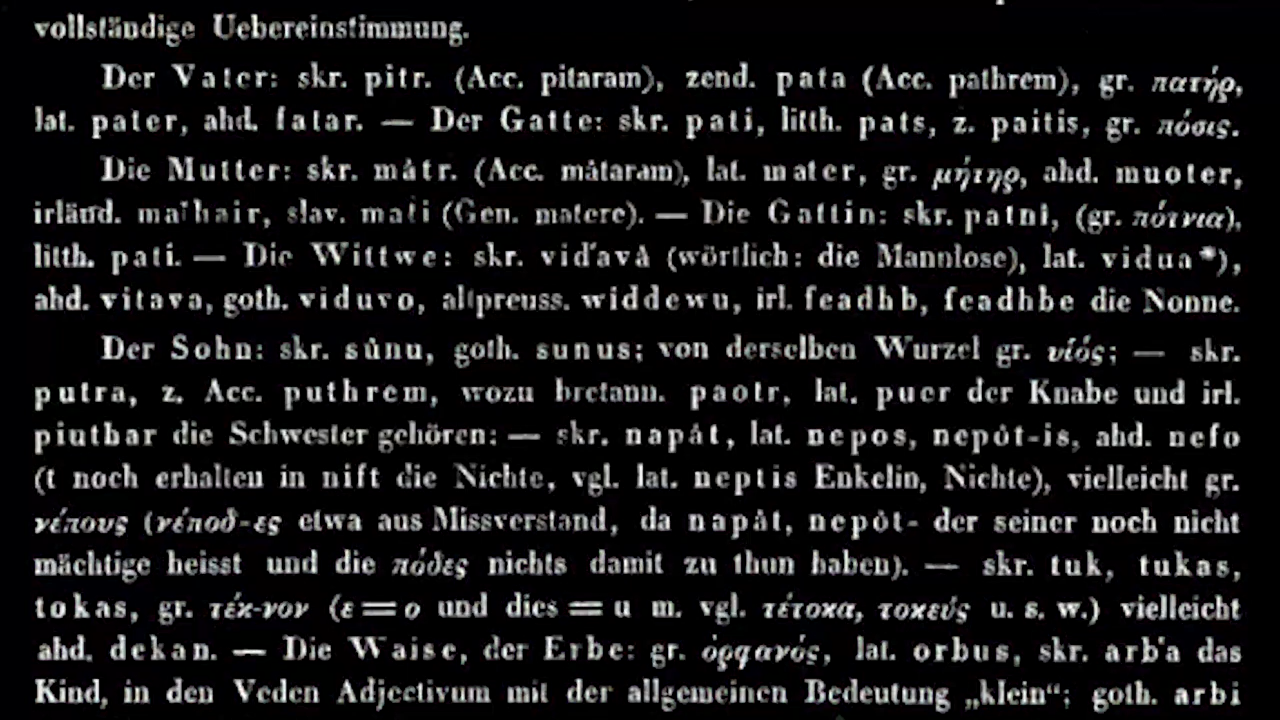 vollständige Uebereinstimmung.
Der Vater: skr. pitr. (Acc. pitaram), zend. pata (Acc. pathrem), gr. πατήρ,
lat. pater, ahd. fatar. — Der Gatte: skr. pati, litth. pats, z. paitis, gr. πόσις.
Die Mutter: skr. mâtr. (Acc. mâtaram), lat. mater, gr. μήτηρ, ahd. muoter,
irländ. mathair, slav. mati (Gen. matere). — Die Gattin: skr. patni, (gr. πότνια),
litth. pati. — Die Wittwe: skr. vid'avâ (wörtlich: die Mannlose), lat. vidua*),
ahd. vitava, goth. viduvo, altpreuss. widdewu, irl. feadhb, feadhbe die Nonne.
Der Sohn: skr. sûnu, goth. sunus; von derselben Wurzel gr. υἱός; — skr.
putra, z. Acc. puthrem, wozu bretann. paotr, lat. puer der Knabe und irl.
piuthar die Schwester gehören: — skr. napât, lat. nepos, nepôt-is, ahd. nefo
(t noch erhalten in nift die Nichte, vgl. lat. neptis Enkelin, Nichte), vielleicht gr.
νέπους (νέποδ-ες etwa aus Missverstand, da napât, nepôt- der seiner noch nicht
mächtige heisst und die πόδες nichts damit zu thun haben). — skr. tuk, tukas,
tokas, gr. τέκ-νον (ε = ο und dies = u m. vgl. τέτοκα, τοκεύς u. s. w.) vielleicht
ahd. dekan. — Die Waise, der Erbe: gr. ὀρφανός, lat. orbus, skr. arb'a das
Kind, in den Veden Adjectivum mit der allgemeinen Bedeutung „klein“; goth. arbi